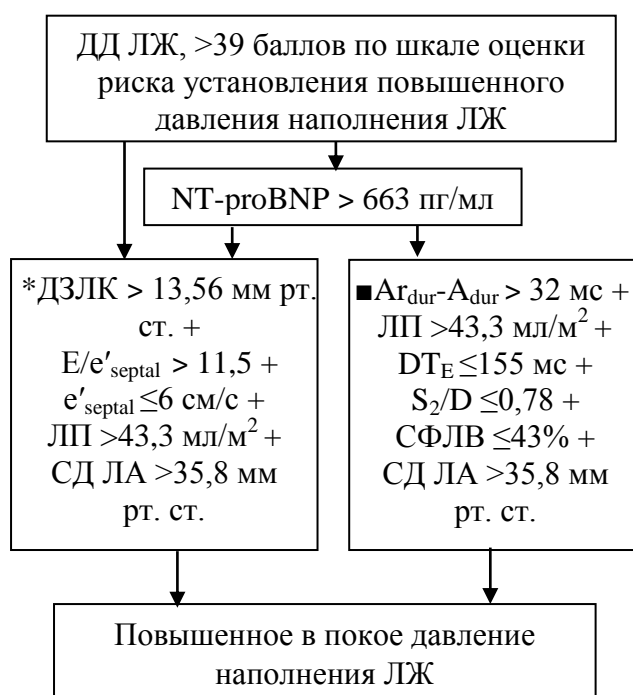 ДД ЛЖ, >39 баллов по шкале оценки
риска установления повышенного
давления наполнения ЛЖ
NT-proBNP > 663 пг/мл
*ДЗЛК > 13,56 мм рт.
ст. +
E/e′septal > 11,5 +
e′septal ≤6 см/с +
ЛП >43,3 мл/м² +
СД ЛА >35,8 мм
рт. ст.
■Ardur-Adur > 32 мс +
ЛП >43,3 мл/м² +
DTE ≤155 мс +
S2/D ≤0,78 +
СФЛВ ≤43% +
СД ЛА >35,8 мм
рт. ст.
Повышенное в покое давление
наполнения ЛЖ